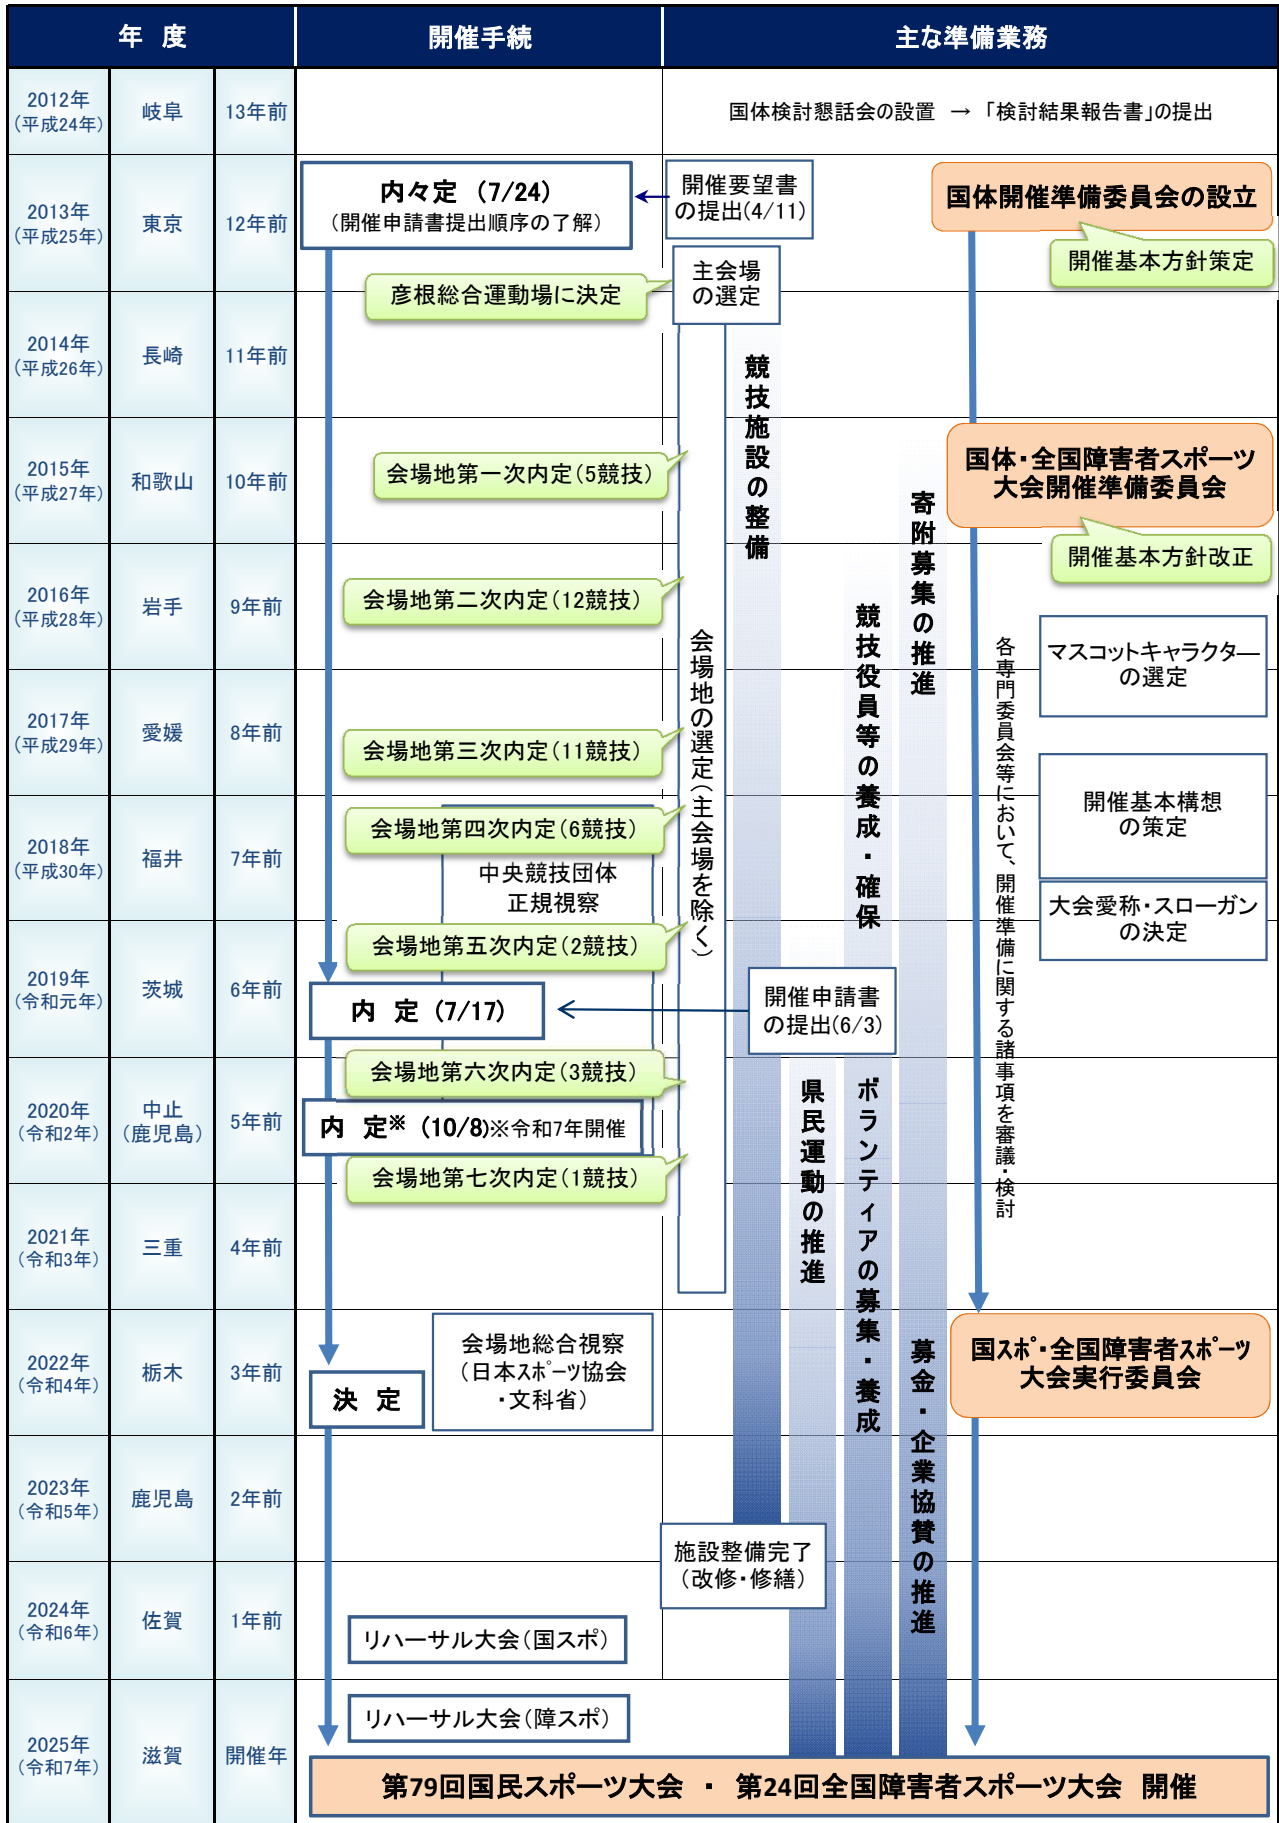 年 度
開催手続
主な準備業務
2012年
(平成24年)
岐阜
13年前
国体検討懇話会の設置 → 「検討結果報告書」の提出
2013年
(平成25年)
東京
12年前
内々定 (7/24)
(開催申請書提出順序の了解)
開催要望書
の提出(4/11)
国体開催準備委員会の設立
開催基本方針策定
主会場
の選定
彦根総合運動場に決定
2014年
(平成26年)
長崎
11年前
競技施設の整備
2015年
(平成27年)
和歌山
10年前
会場地第一次内定(5競技)
国体・全国障害者スポーツ
大会開催準備委員会
開催基本方針改正
寄附募集の推進
2016年
(平成28年)
岩手
9年前
会場地第二次内定(12競技)
会場地の選定(主会場を除く)
競技役員等の養成・確保
各専門委員会等において、開催準備に関する諸事項を審議・検討
マスコットキャラクター
の選定
2017年
(平成29年)
愛媛
8年前
会場地第三次内定(11競技)
開催基本構想
の策定
2018年
(平成30年)
福井
7年前
会場地第四次内定(6競技)
中央競技団体
正規視察
大会愛称・スローガン
の決定
2019年
(令和元年)
茨城
6年前
会場地第五次内定(2競技)
内 定 (7/17)
開催申請書
の提出(6/3)
2020年
(令和2年)
中止
(鹿児島)
5年前
会場地第六次内定(3競技)
内 定※ (10/8)※令和7年開催
会場地第七次内定(1競技)
県民運動の推進
ボランティアの募集・養成
2021年
(令和3年)
三重
4年前
2022年
(令和4年)
栃木
3年前
決 定
会場地総合視察
(日本ｽﾎﾟｰﾂ協会
・文科省)
募金・企業協賛の推進
国ｽﾎﾟ・全国障害者ｽﾎﾟｰﾂ
大会実行委員会
2023年
(令和5年)
鹿児島
2年前
施設整備完了
(改修・修繕)
2024年
(令和6年)
佐賀
1年前
リハーサル大会(国スポ)
2025年
(令和7年)
滋賀
開催年
リハーサル大会(障スポ)
第79回国民スポーツ大会 ・ 第24回全国障害者スポーツ大会 開催